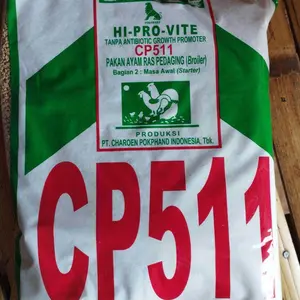 HI-PRO-VITE
TANPA ANTIBIOTIC GROWTH PROMOTER
CP511
PAKAN AYAM RAS PEDAGING (Broiler)
Bagian 2 : Masa Awal (Starter)
PRODUKSI
PT. CHAROEN POKPHAND INDONESIA, Tbk.
CP511